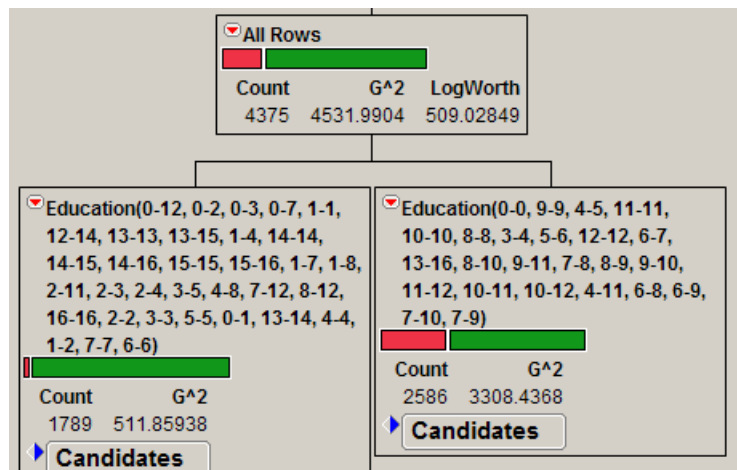 All Rows
Count G^2 LogWorth
4375 4531.9904 509.02849
Education(0-12, 0-2, 0-3, 0-7, 1-1,
12-14, 13-13, 13-15, 1-4, 14-14,
14-15, 14-16, 15-15, 15-16, 1-7, 1-8,
2-11, 2-3, 2-4, 3-5, 4-8, 7-12, 8-12,
16-16, 2-2, 3-3, 5-5, 0-1, 13-14, 4-4,
1-2, 7-7, 6-6)
Count G^2
1789 511.85938
Candidates
Education(0-0, 9-9, 4-5, 11-11,
10-10, 8-8, 3-4, 5-6, 12-12, 6-7,
13-16, 8-10, 9-11, 7-8, 8-9, 9-10,
11-12, 10-11, 10-12, 4-11, 6-8, 6-9,
7-10, 7-9)
Count G^2
2586 3308.4368
Candidates